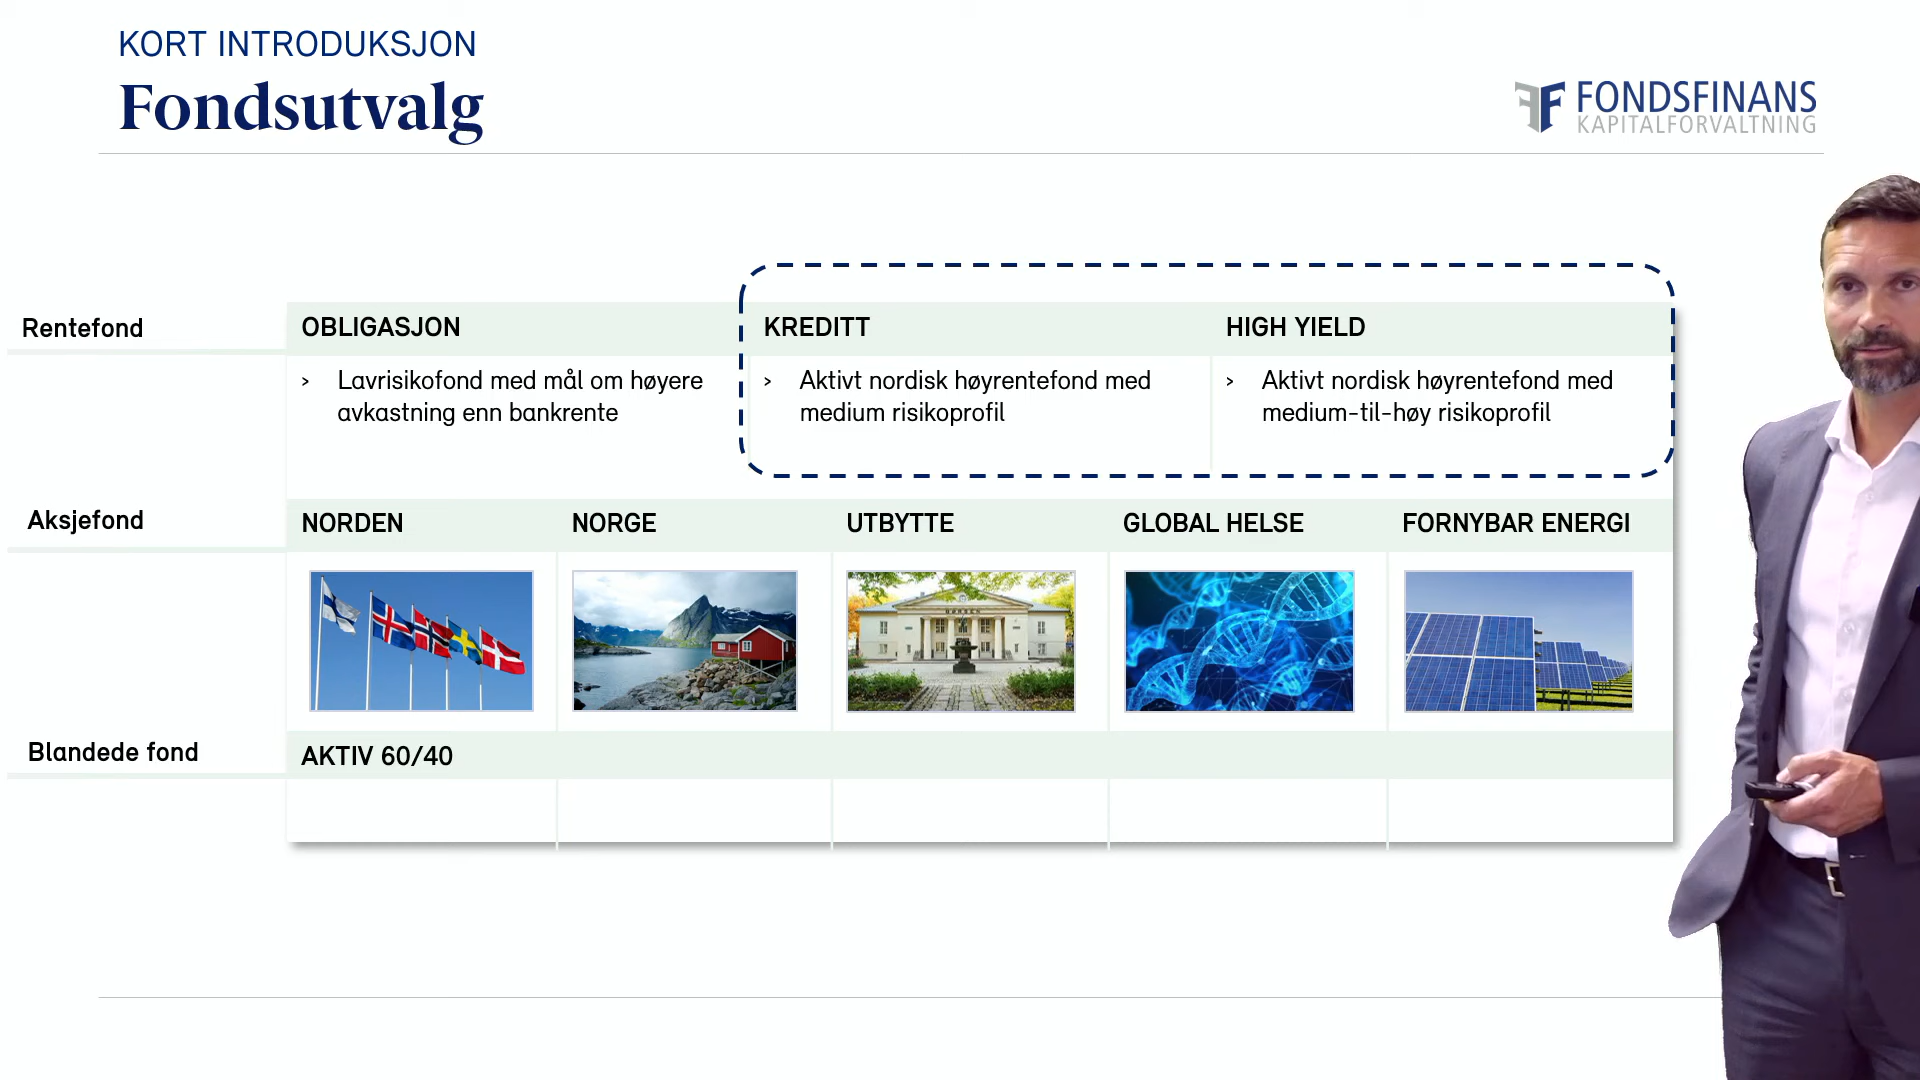 KORT INTRODUKSJON
Fondsutvalg
FONDSFINANS
KAPITALFORVALTNING
Rentefond
OBLIGASJON
KREDITT
HIGH YIELD
› Lavrisikofond med mål om høyere
avkastning enn bankrente
› Aktivt nordisk høyrentefond med
medium risikoprofil
› Aktivt nordisk høyrentefond med
medium-til-høy risikoprofil
Aksjefond
NORDEN
NORGE
UTBYTTE
GLOBAL HELSE
FORNYBAR ENERGI
BØRSEN
Blandede fond
AKTIV 60/40